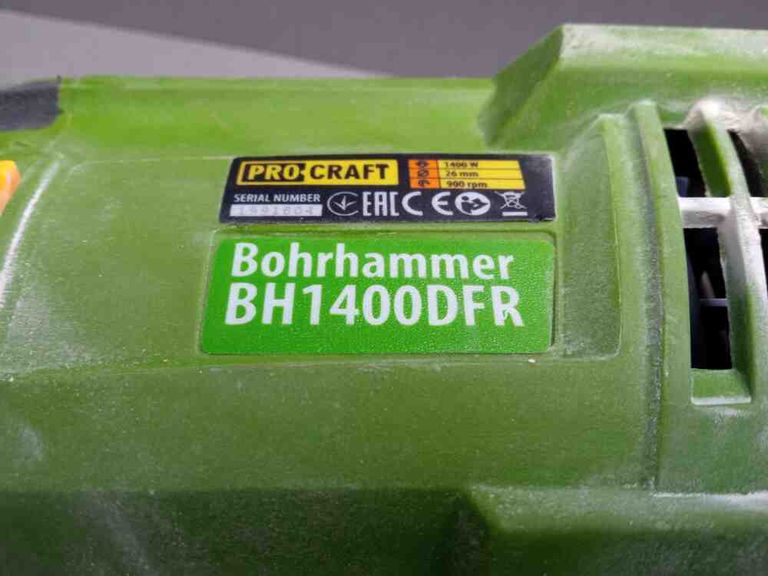 PRO·CRAFT
1400 W
26 mm
900 rpm
SERIAL NUMBER
EAC CE
Bohrhammer
BH1400DFR